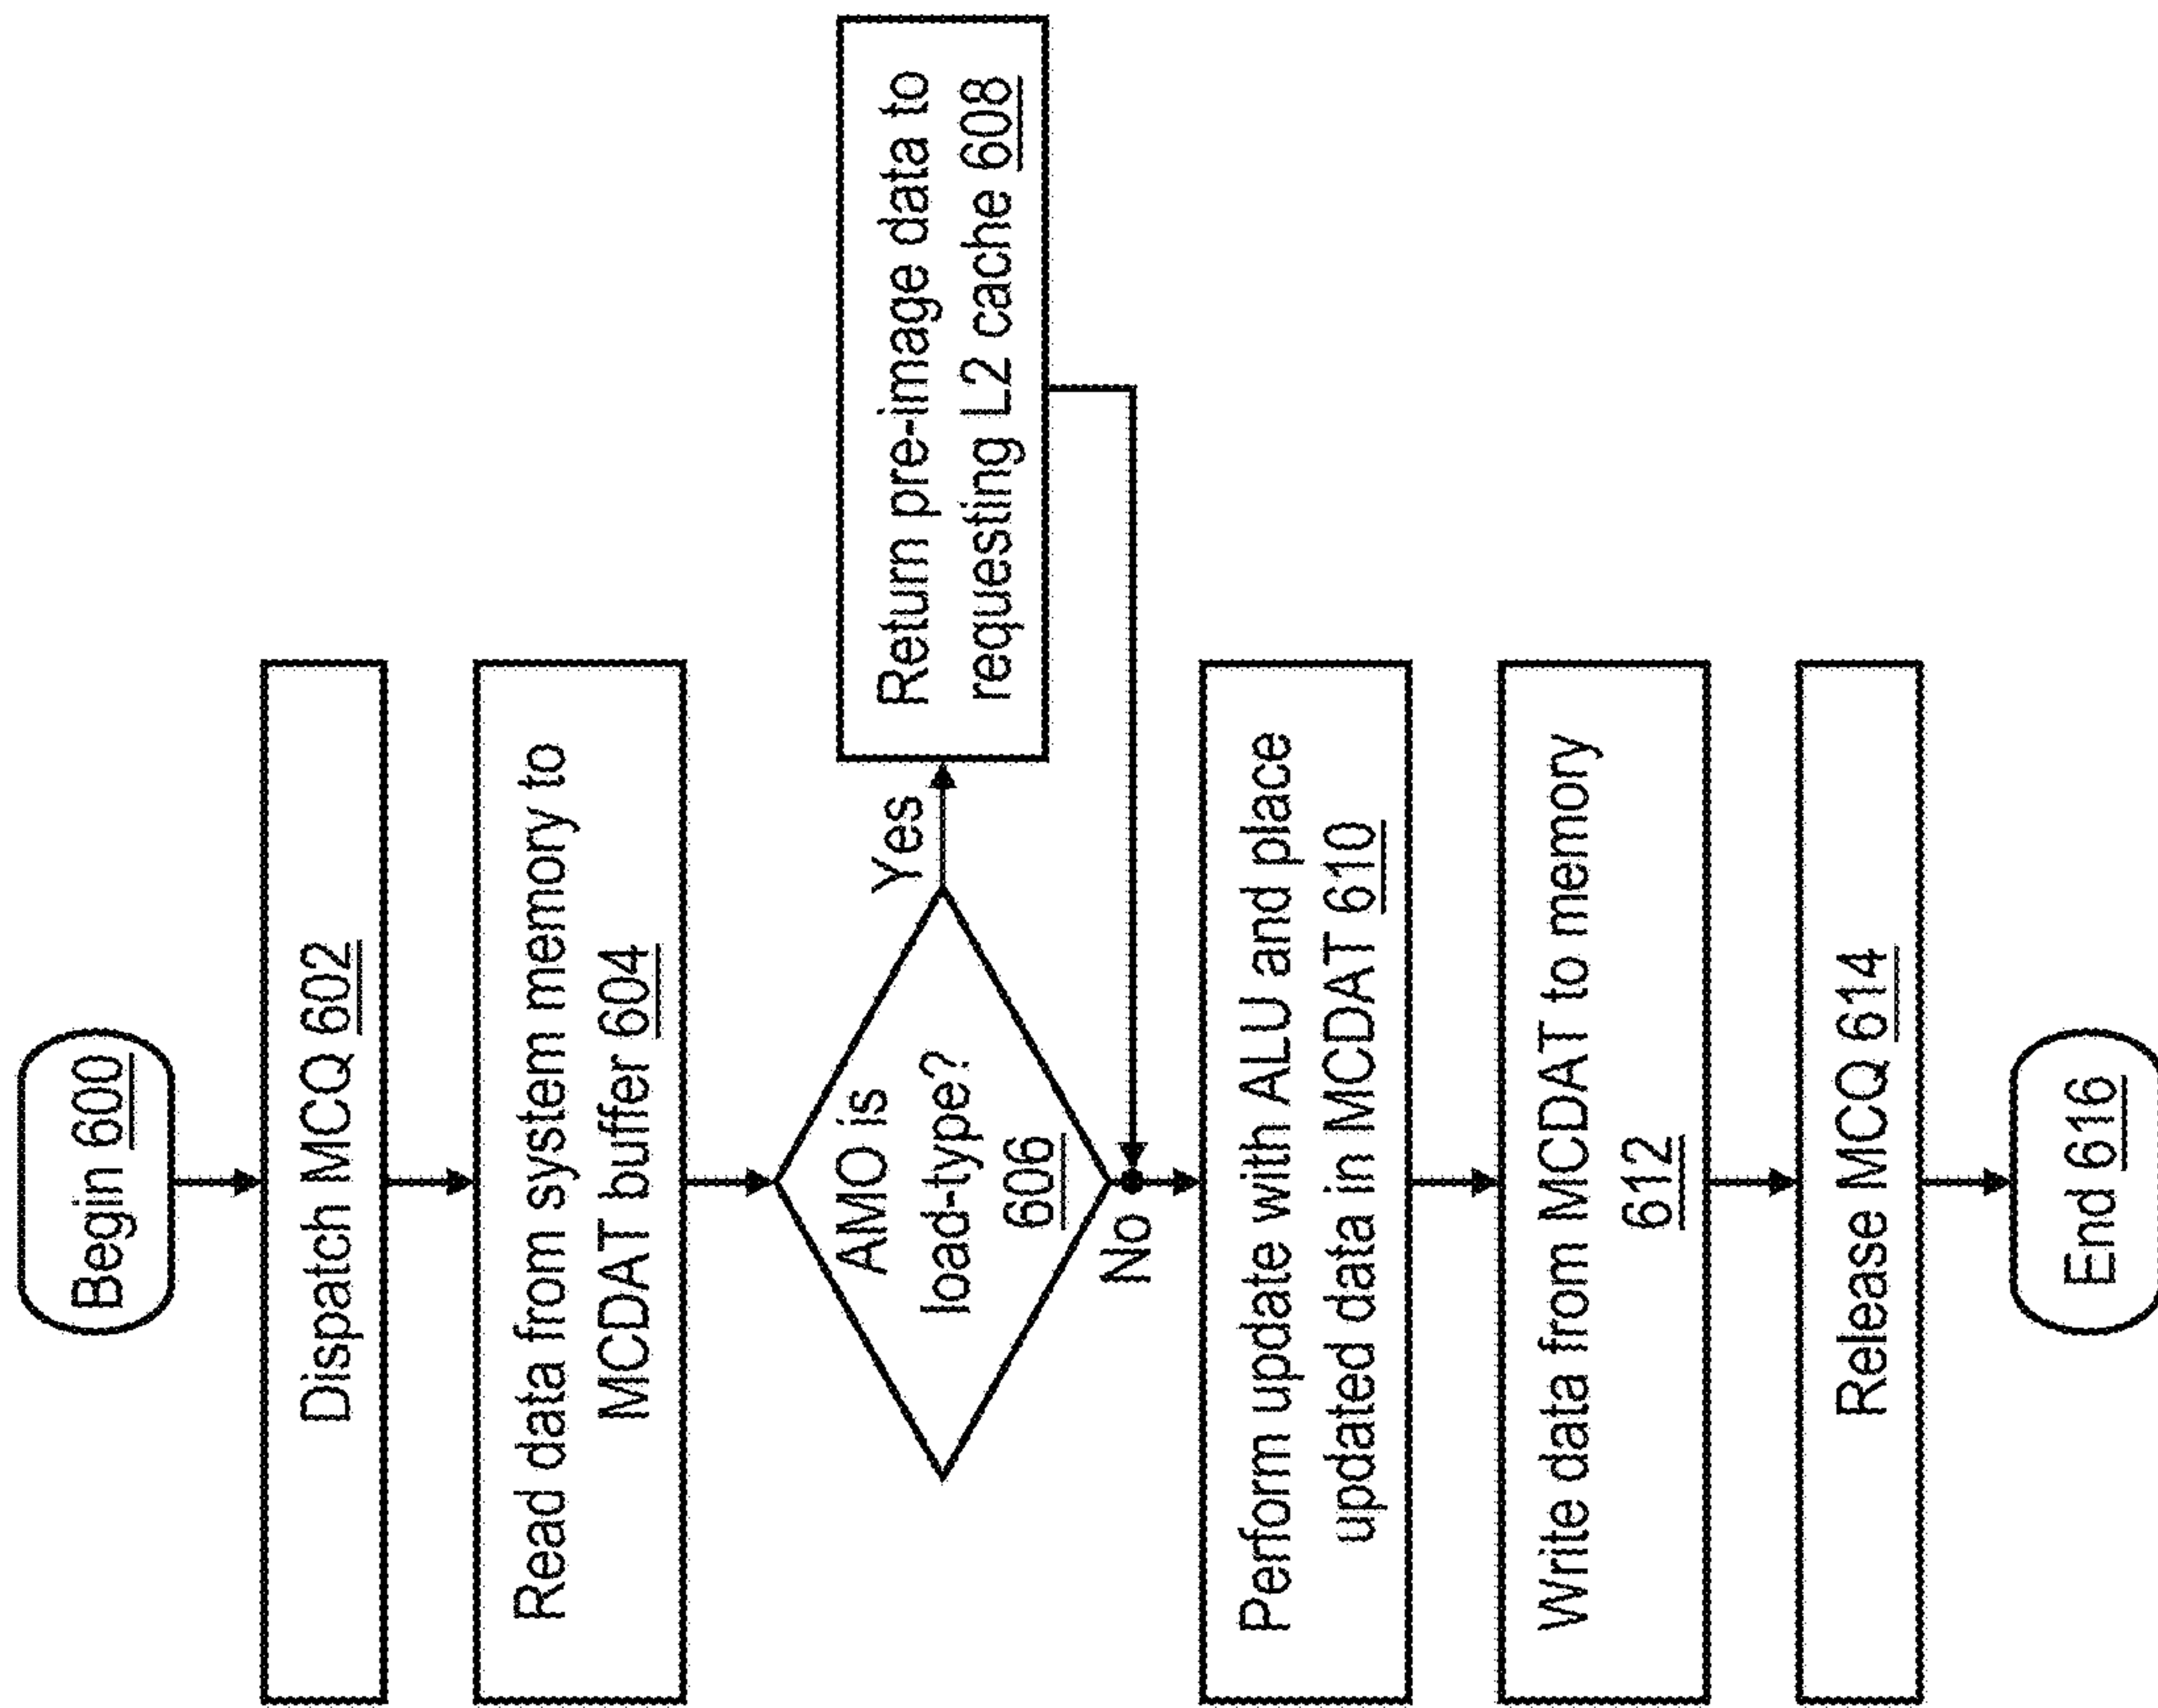 Begin 600
Dispatch MCQ 602
Read data from system memory to
MCDAT buffer 604
AMO is
load-type?
606
Yes
Return pre-image data to
requesting L2 cache 608
No
Perform update with ALU and place
updated data in MCDAT 610
Write data from MCDAT to memory
612
Release MCQ 614
End 616